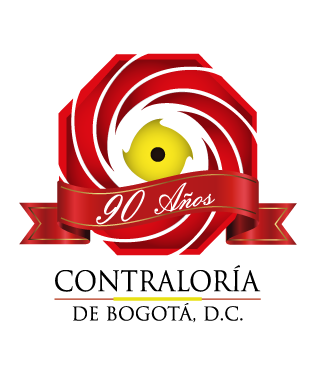 90 Años
CONTRALORÍA
DE BOGOTÁ, D.C.